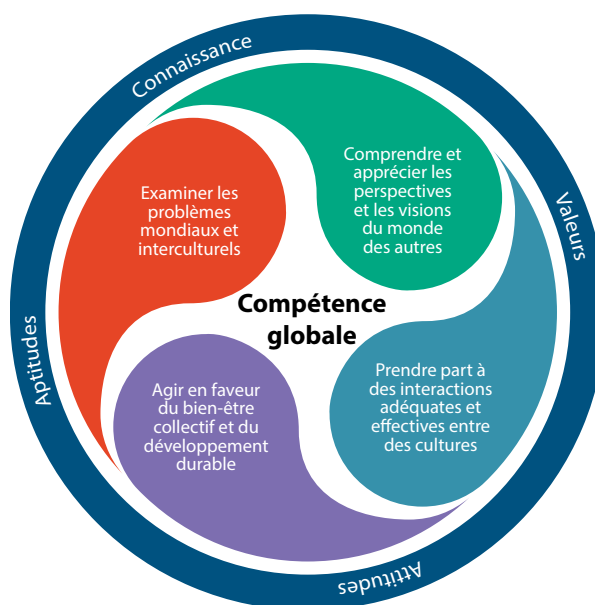 Connaissance
Valeurs
Attitudes
Aptitudes
Examiner les
problèmes
mondiaux et
interculturels
Comprendre et
apprécier les
perspectives
et les visions
du monde
des autres
Compétence
globale
Agir en faveur
du bien-être
collectif et du
développement
durable
Prendre part à
des interactions
adéquates et
effectives entre
des cultures